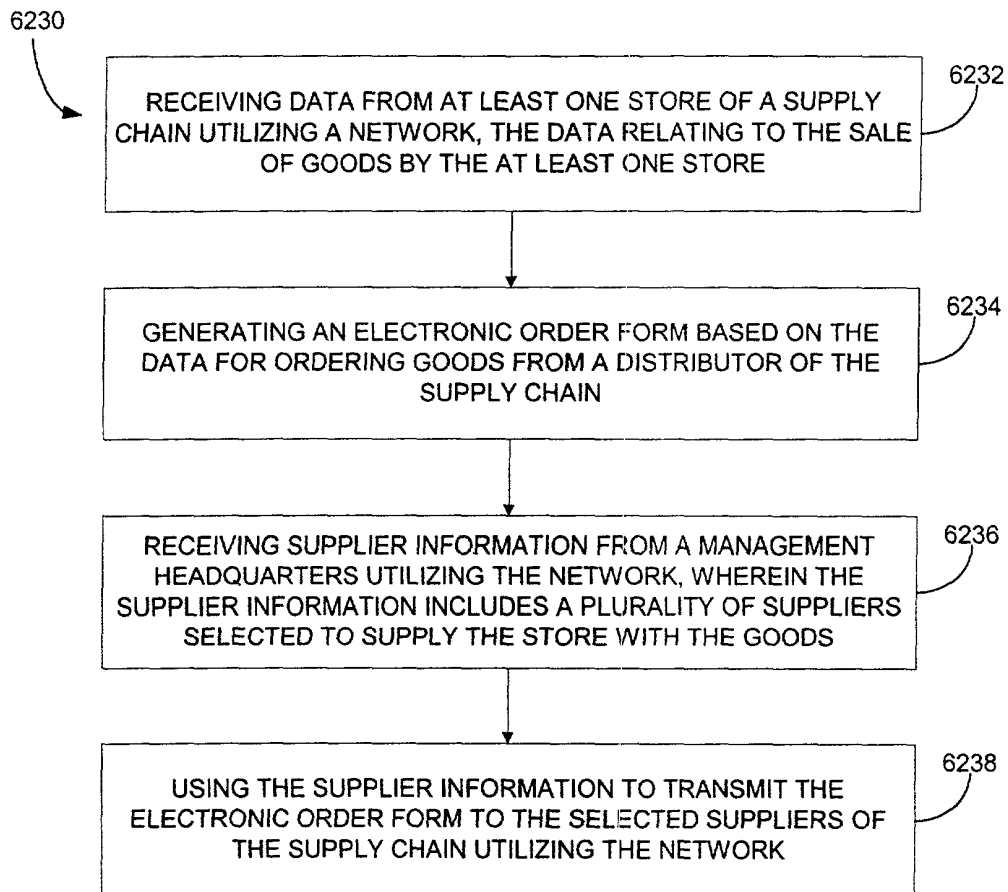 6230
6232
RECEIVING DATA FROM AT LEAST ONE STORE OF A SUPPLY
CHAIN UTILIZING A NETWORK, THE DATA RELATING TO THE SALE
OF GOODS BY THE AT LEAST ONE STORE
6234
GENERATING AN ELECTRONIC ORDER FORM BASED ON THE
DATA FOR ORDERING GOODS FROM A DISTRIBUTOR OF THE
SUPPLY CHAIN
6236
RECEIVING SUPPLIER INFORMATION FROM A MANAGEMENT
HEADQUARTERS UTILIZING THE NETWORK, WHEREIN THE
SUPPLIER INFORMATION INCLUDES A PLURALITY OF SUPPLIERS
SELECTED TO SUPPLY THE STORE WITH THE GOODS
6238
USING THE SUPPLIER INFORMATION TO TRANSMIT THE
ELECTRONIC ORDER FORM TO THE SELECTED SUPPLIERS OF
THE SUPPLY CHAIN UTILIZING THE NETWORK